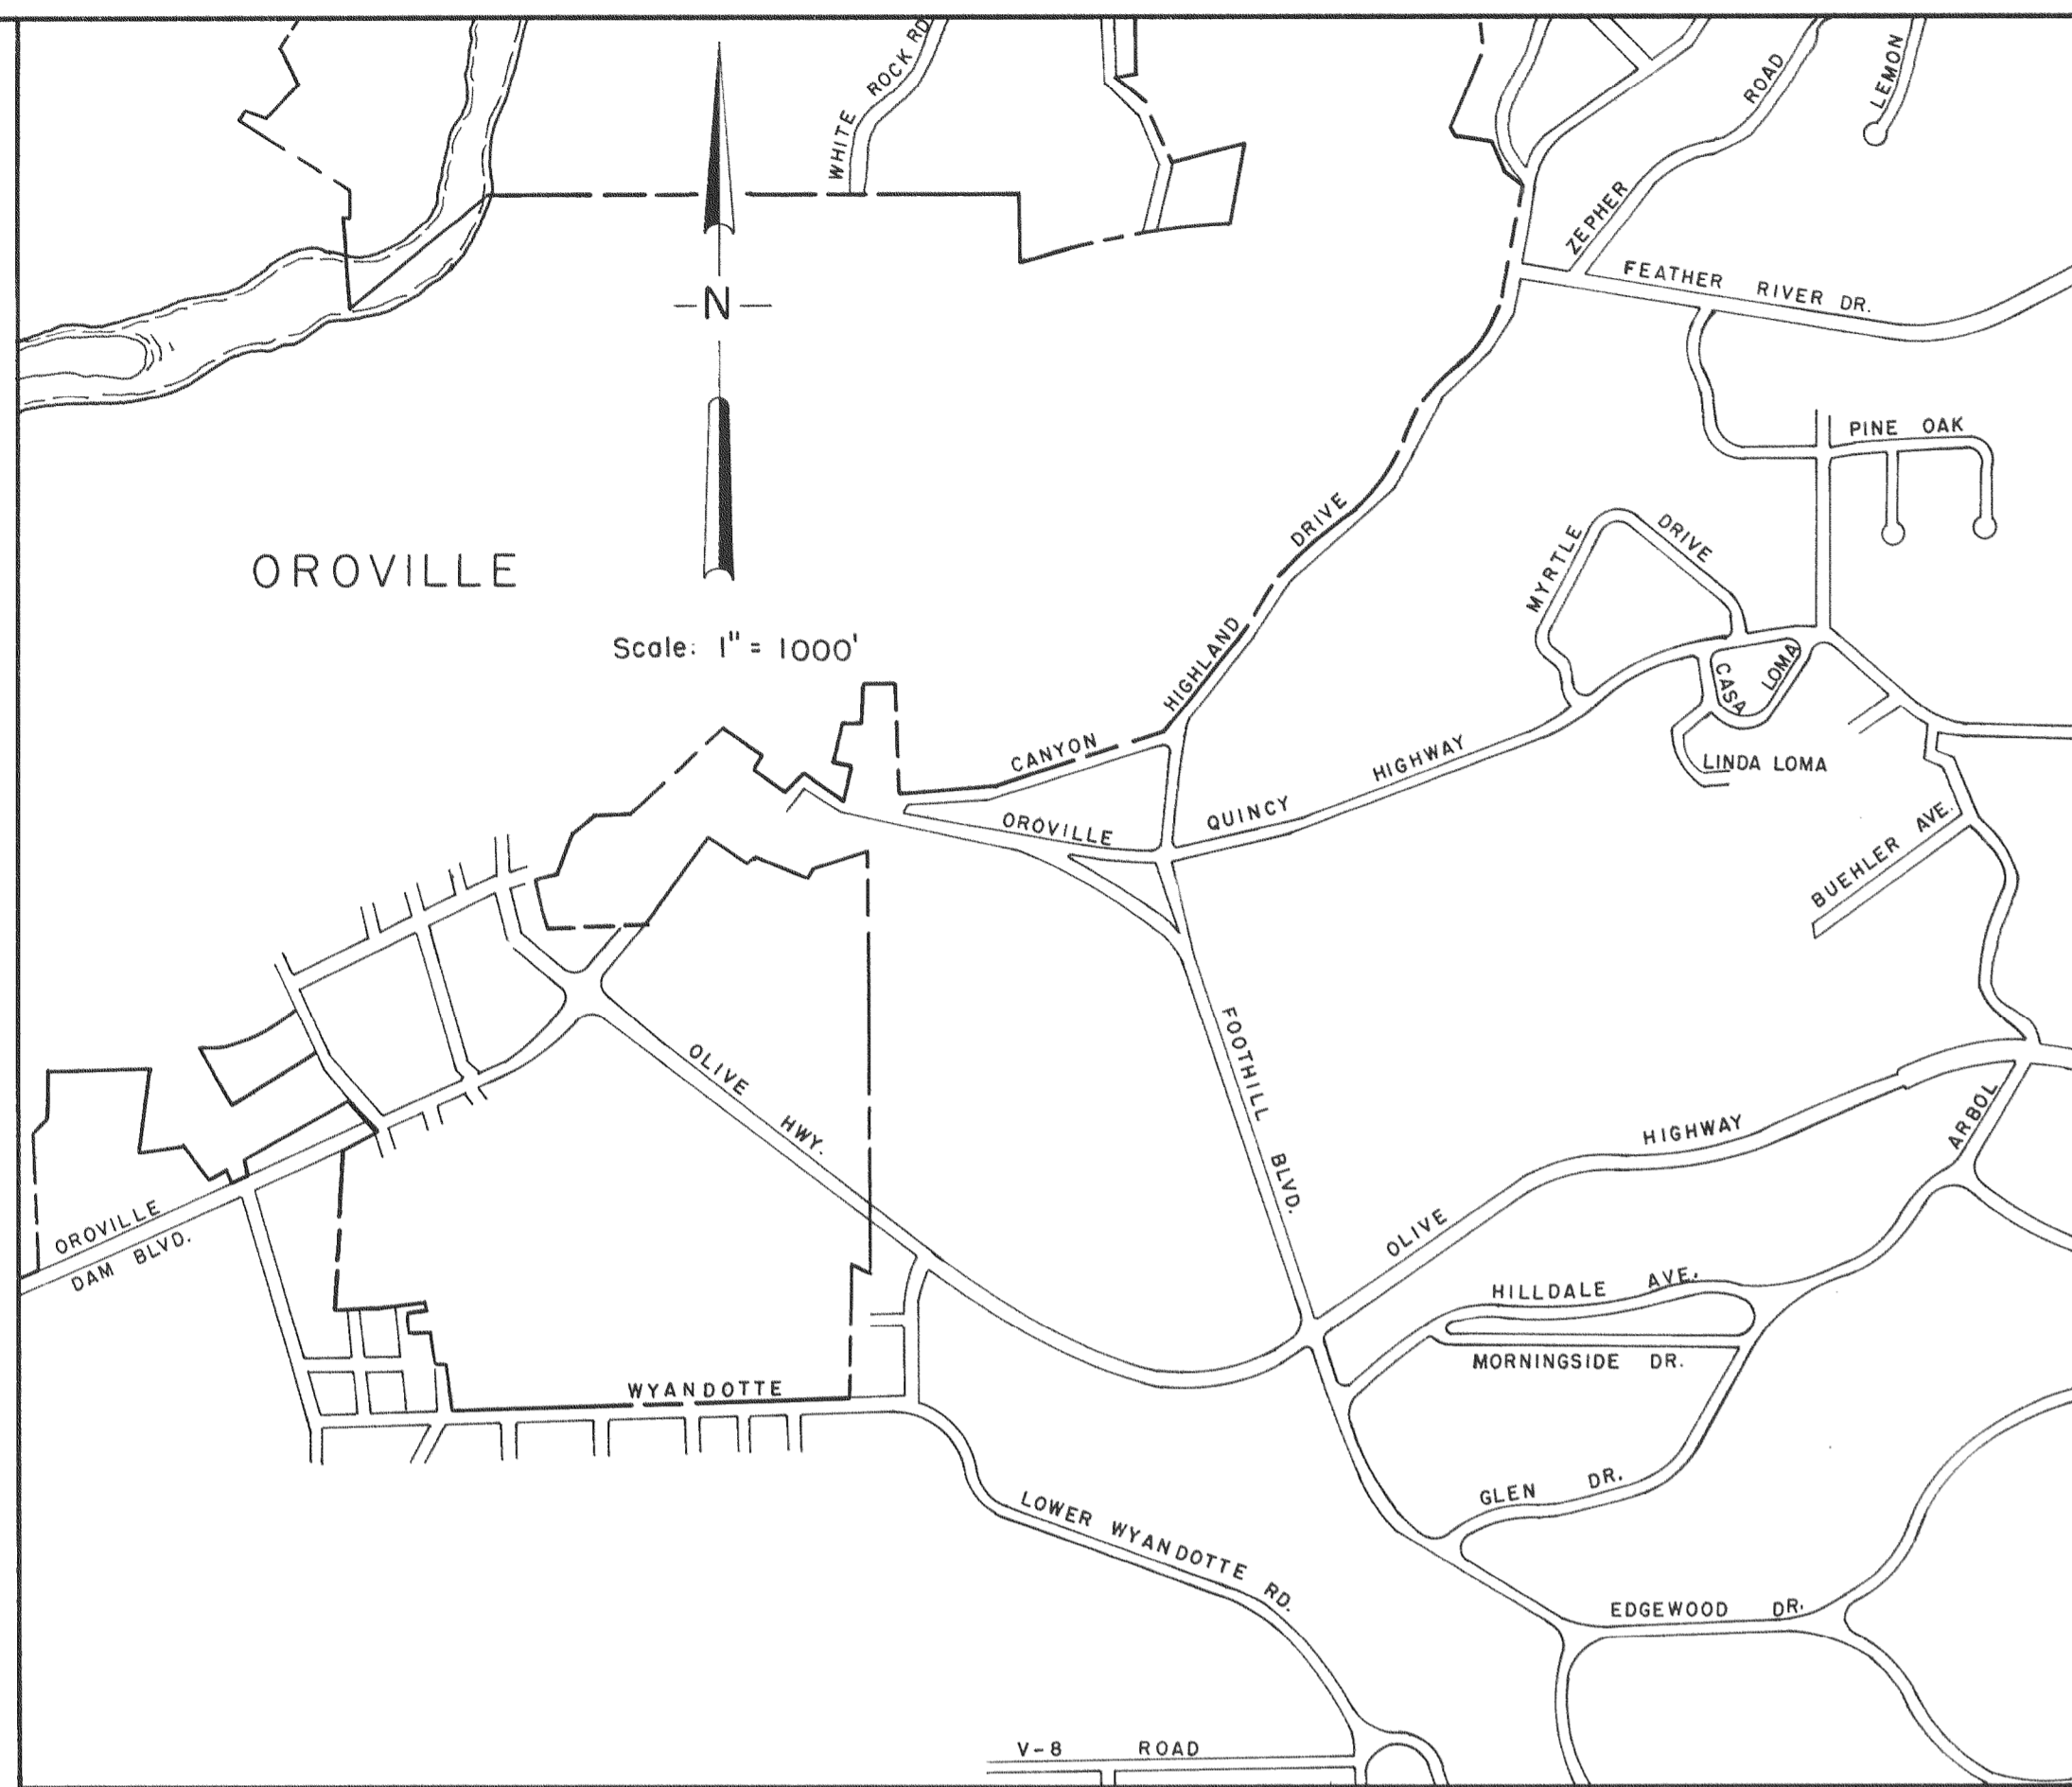 WHITE ROCK RD
ROAD
LEMON
ZEPHER
FEATHER RIVER DR.
N
PINE OAK
DRIVE
MYRTLE DRIVE
OROVILLE
HIGHLAND
Scale: 1" = 1000'
CASA LOMA
CANYON
QUINCY HIGHWAY
LINDA LOMA
OROVILLE
BUEHLER AVE.
FOOTHILL BLVD.
OLIVE HWY.
HIGHWAY
ARBOL
OROVILLE
DAM BLVD.
OLIVE
HILLDALE AVE.
MORNINGSIDE DR.
WYANDOTTE
GLEN DR.
LOWER WYANDOTTE RD.
EDGEWOOD DR.
V-8 ROAD